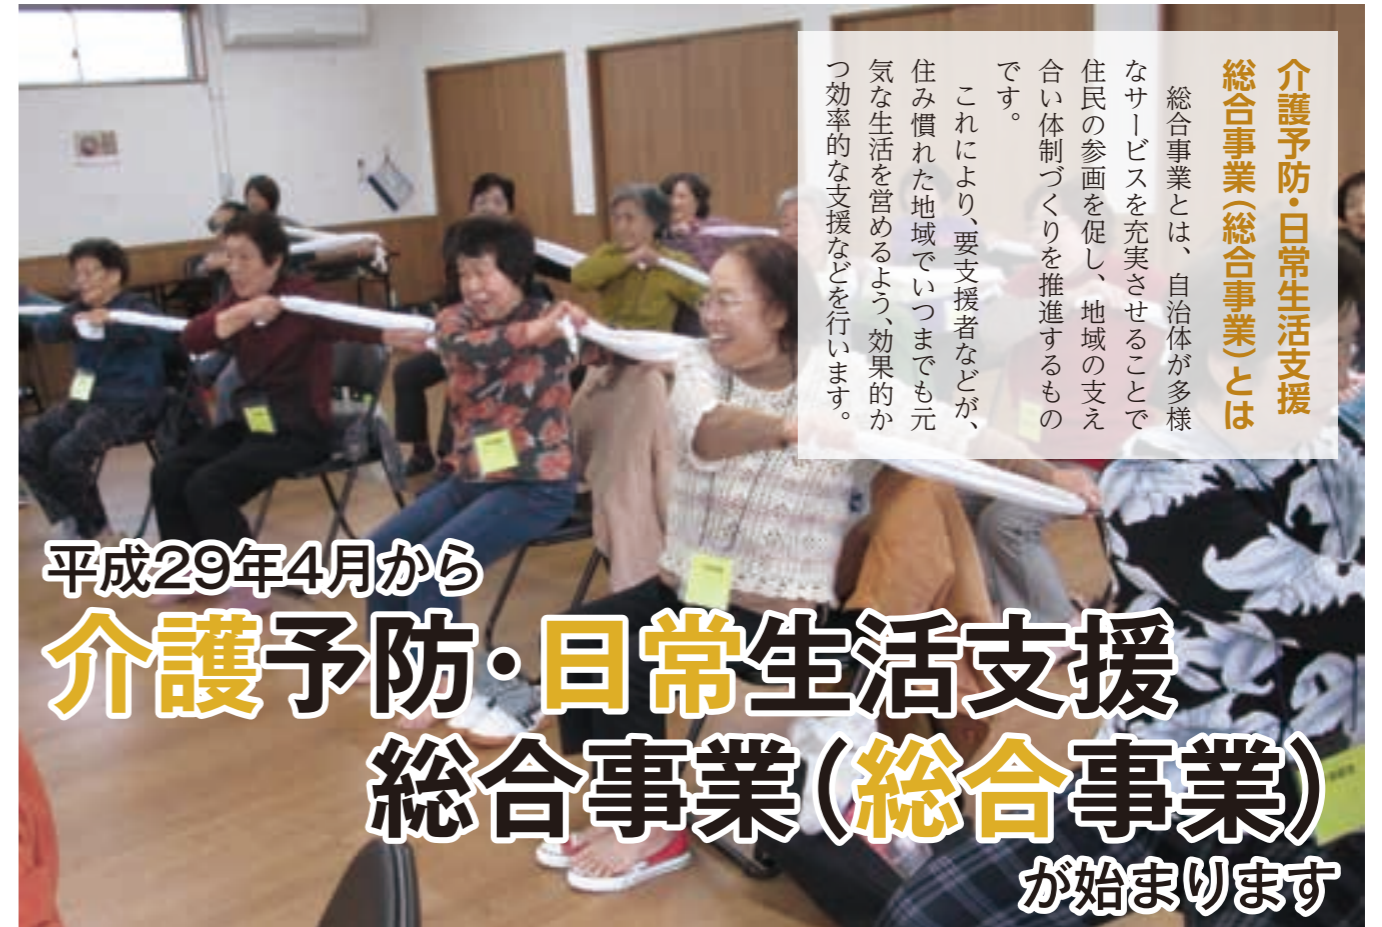 介護予防・日常生活支援
総合事業（総合事業）とは
総合事業とは、自治体が多様
なサービスを充実させることで
住民の参画を促し、地域の支え
合い体制づくりを推進するもの
です。
これにより、要支援者などが、
住み慣れた地域でいつまでも元
気な生活を営めるよう、効果的か
つ効率的な支援などを行います。
平成29年4月から
介護予防・日常生活支援
総合事業（総合事業）
が始まります